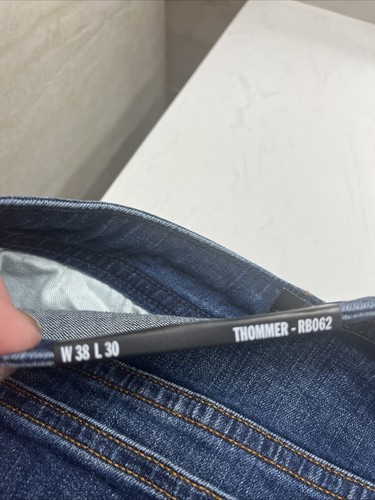 W 38 L 30 THOMMER - RB062